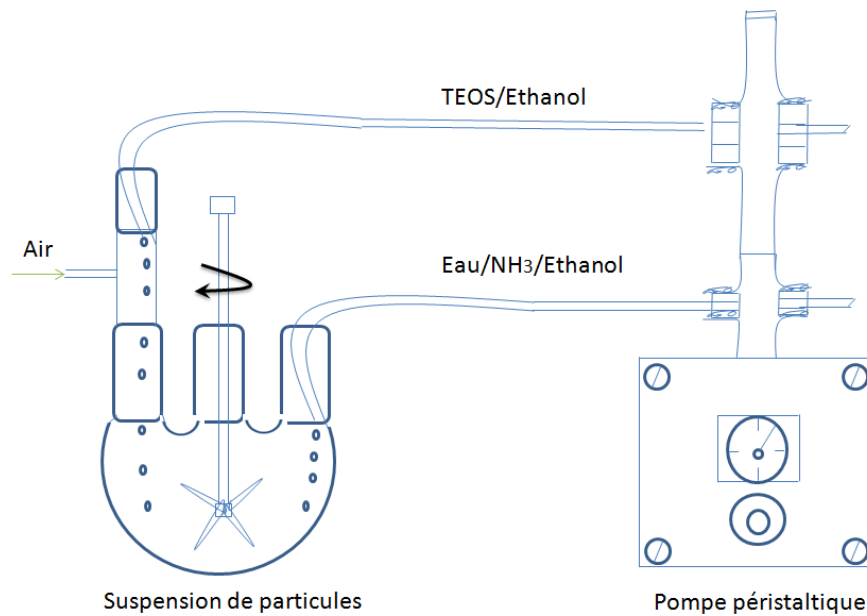 TEOS/Ethanol
Air
Eau/NH3/Ethanol
Suspension de particules
Pompe péristaltique